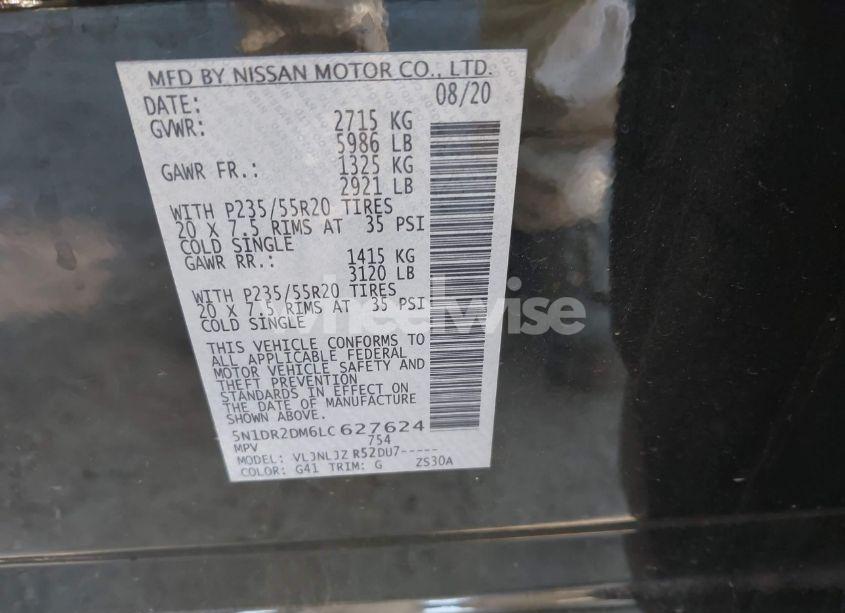 MFD BY NISSAN MOTOR CO., LTD.
DATE: 08/20
GVWR: 2715 KG
5986 LB
GAWR FR.: 1325 KG
2921 LB
WITH P235/55R20 TIRES
20 X 7.5 RIMS AT 35 PSI
COLD SINGLE
GAWR RR.: 1415 KG
3120 LB
WITH P235/55R20 TIRES
20 X 7.5 RIMS AT 35 PSI
COLD SINGLE
THIS VEHICLE CONFORMS TO
ALL APPLICABLE FEDERAL
MOTOR VEHICLE SAFETY AND
THEFT PREVENTION
STANDARDS IN EFFECT ON
THE DATE OF MANUFACTURE
SHOWN ABOVE.
5N1DR2DM6LC627624
MPV 754
MODEL: VLJNLJZ R52DU7-----
COLOR: G41 TRIM: G ZS30A
wheelwise